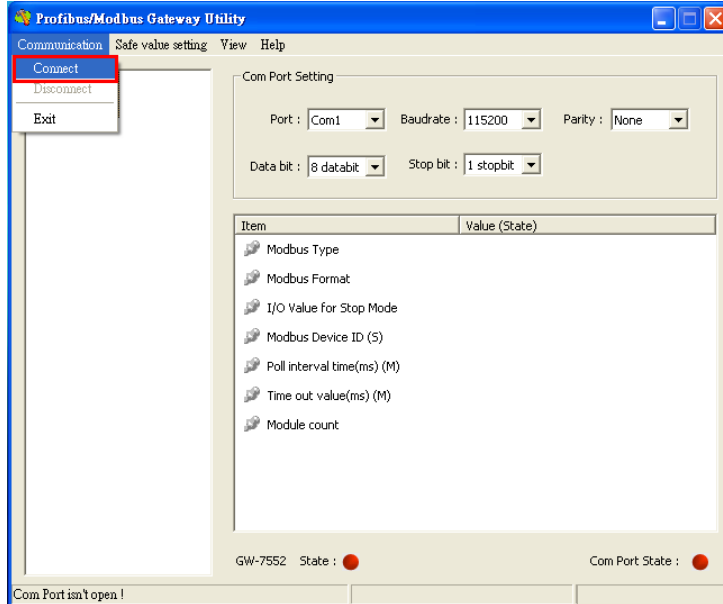 Profibus/Modbus Gateway Utility
Communication Safe value setting View Help
Connect
Disconnect
Exit
Com Port Setting
Port : Com1 Baudrate : 115200 Parity : None
Data bit : 8 databit Stop bit : 1 stopbit
Item Value (State)
Modbus Type
Modbus Format
I/O Value for Stop Mode
Modbus Device ID (S)
Poll interval time(ms) (M)
Time out value(ms) (M)
Module count
GW-7552 State : Com Port State :
Com Port isn't open !